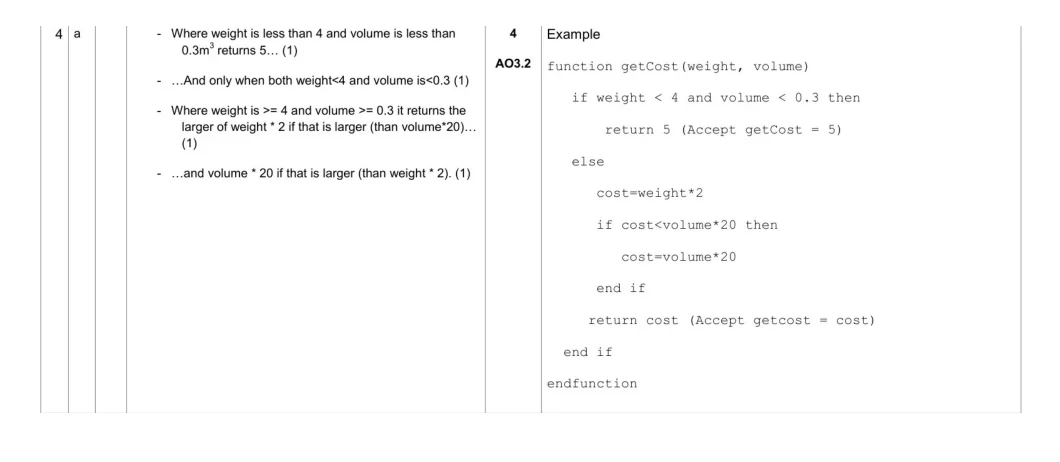 4 a
- Where weight is less than 4 and volume is less than
0.3m³ returns 5… (1)
- …And only when both weight<4 and volume is<0.3 (1)
- Where weight is >= 4 and volume >= 0.3 it returns the
larger of weight * 2 if that is larger (than volume*20)…
(1)
- …and volume * 20 if that is larger (than weight * 2). (1)
4
AO3.2
Example
function getCost(weight, volume)
if weight < 4 and volume < 0.3 then
return 5 (Accept getCost = 5)
else
cost=weight*2
if cost<volume*20 then
cost=volume*20
end if
return cost (Accept getcost = cost)
end if
endfunction